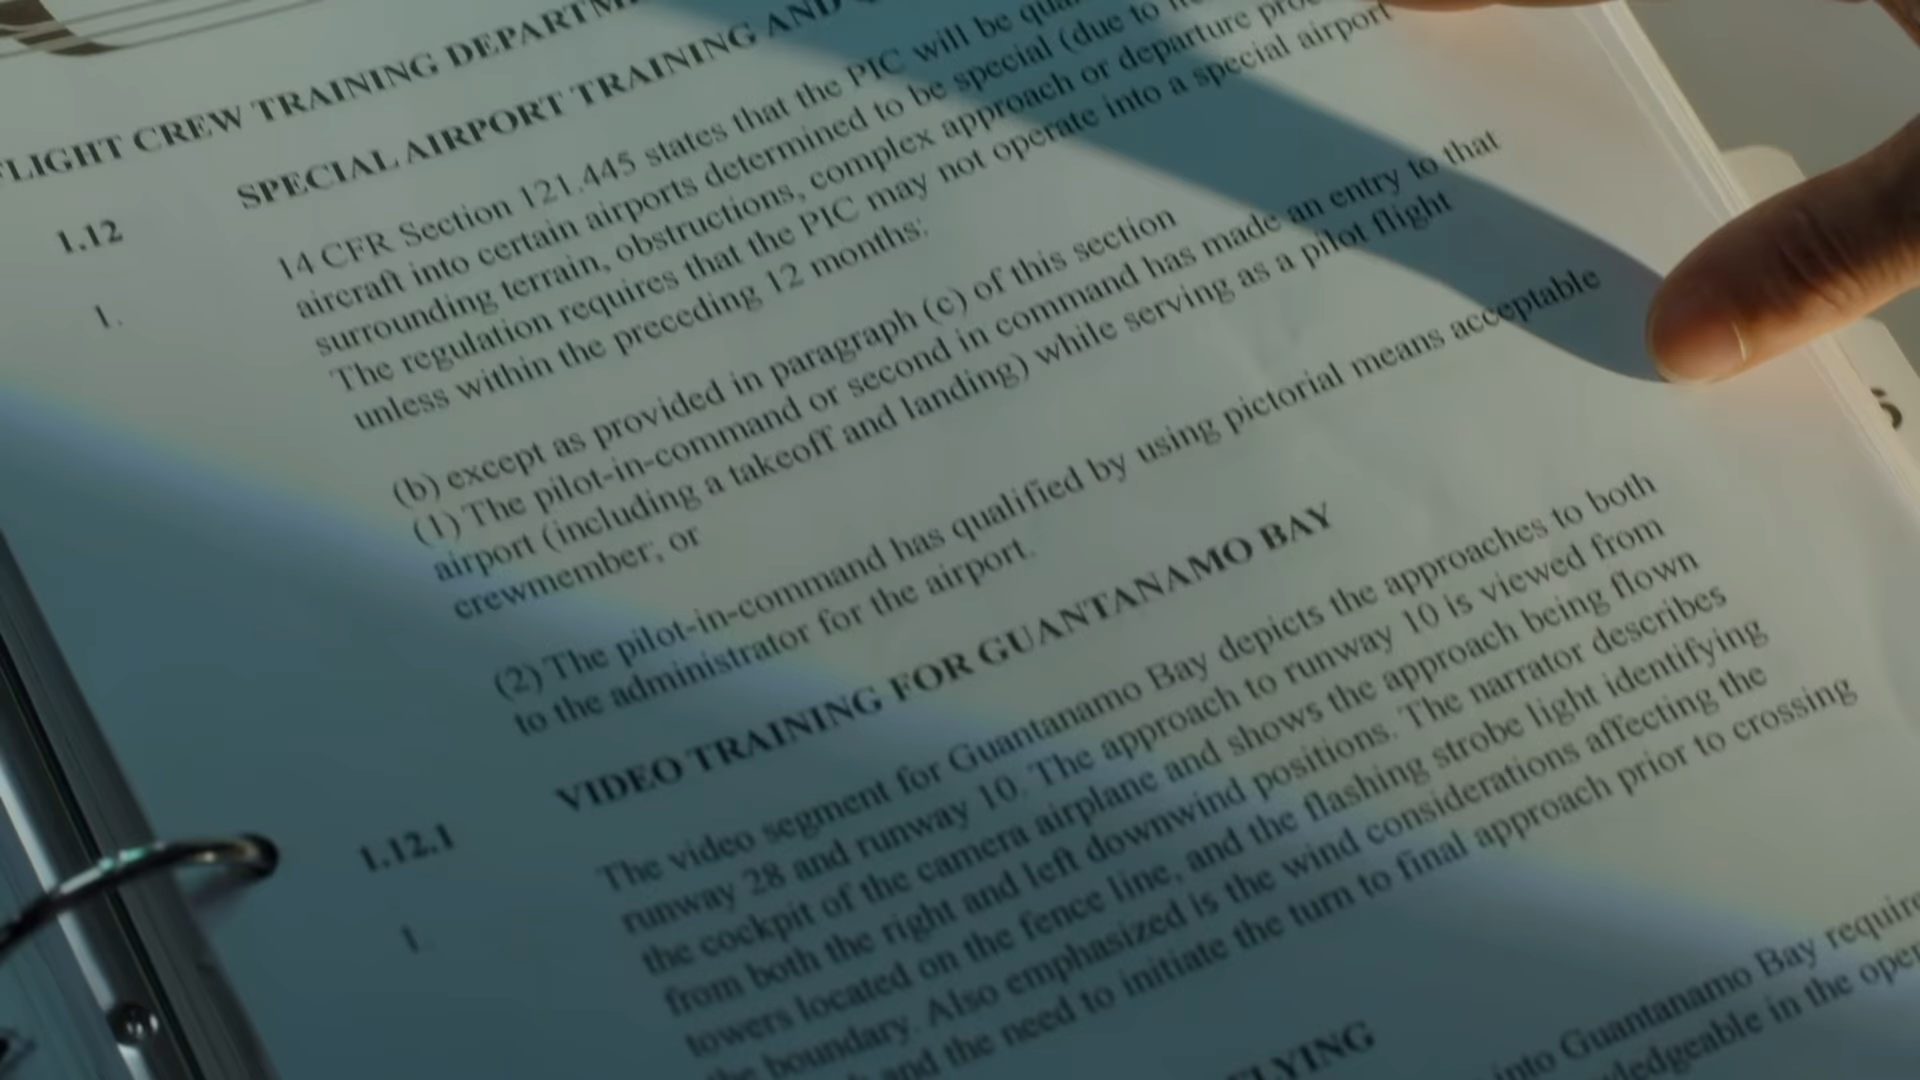 FLIGHT CREW TRAINING
1.12 SPECIAL AIRPORT TRAINING AND
1. 14 CFR Section 121.445 states that the PIC will be
aircraft into certain airports determined to be special (due to
surrounding terrain, obstructions, complex approach or departure
The regulation requires that the PIC may not operate into a special airport
unless within the preceding 12 months:
(b) except as provided in paragraph (c) of this section
(1) The pilot-in-command or second in command has made an entry to that
airport (including a takeoff and landing) while serving as a pilot flight
crewmember; or
(2) The pilot-in-command has qualified by using pictorial means acceptable
to the administrator for the airport.
1.12.1 VIDEO TRAINING FOR GUANTANAMO BAY
1. The video segment for Guantanamo Bay depicts the approaches to both
runway 28 and runway 10. The approach to runway 10 is viewed from
the cockpit of the camera airplane and shows the approach being flown
from both the right and left downwind positions. The narrator describes
towers located on the fence line, and the flashing strobe light identifying
the boundary. Also emphasized is the wind considerations affecting the
and the need to initiate the turn to final approach prior to crossing
FLYING
into Guantanamo Bay
in the